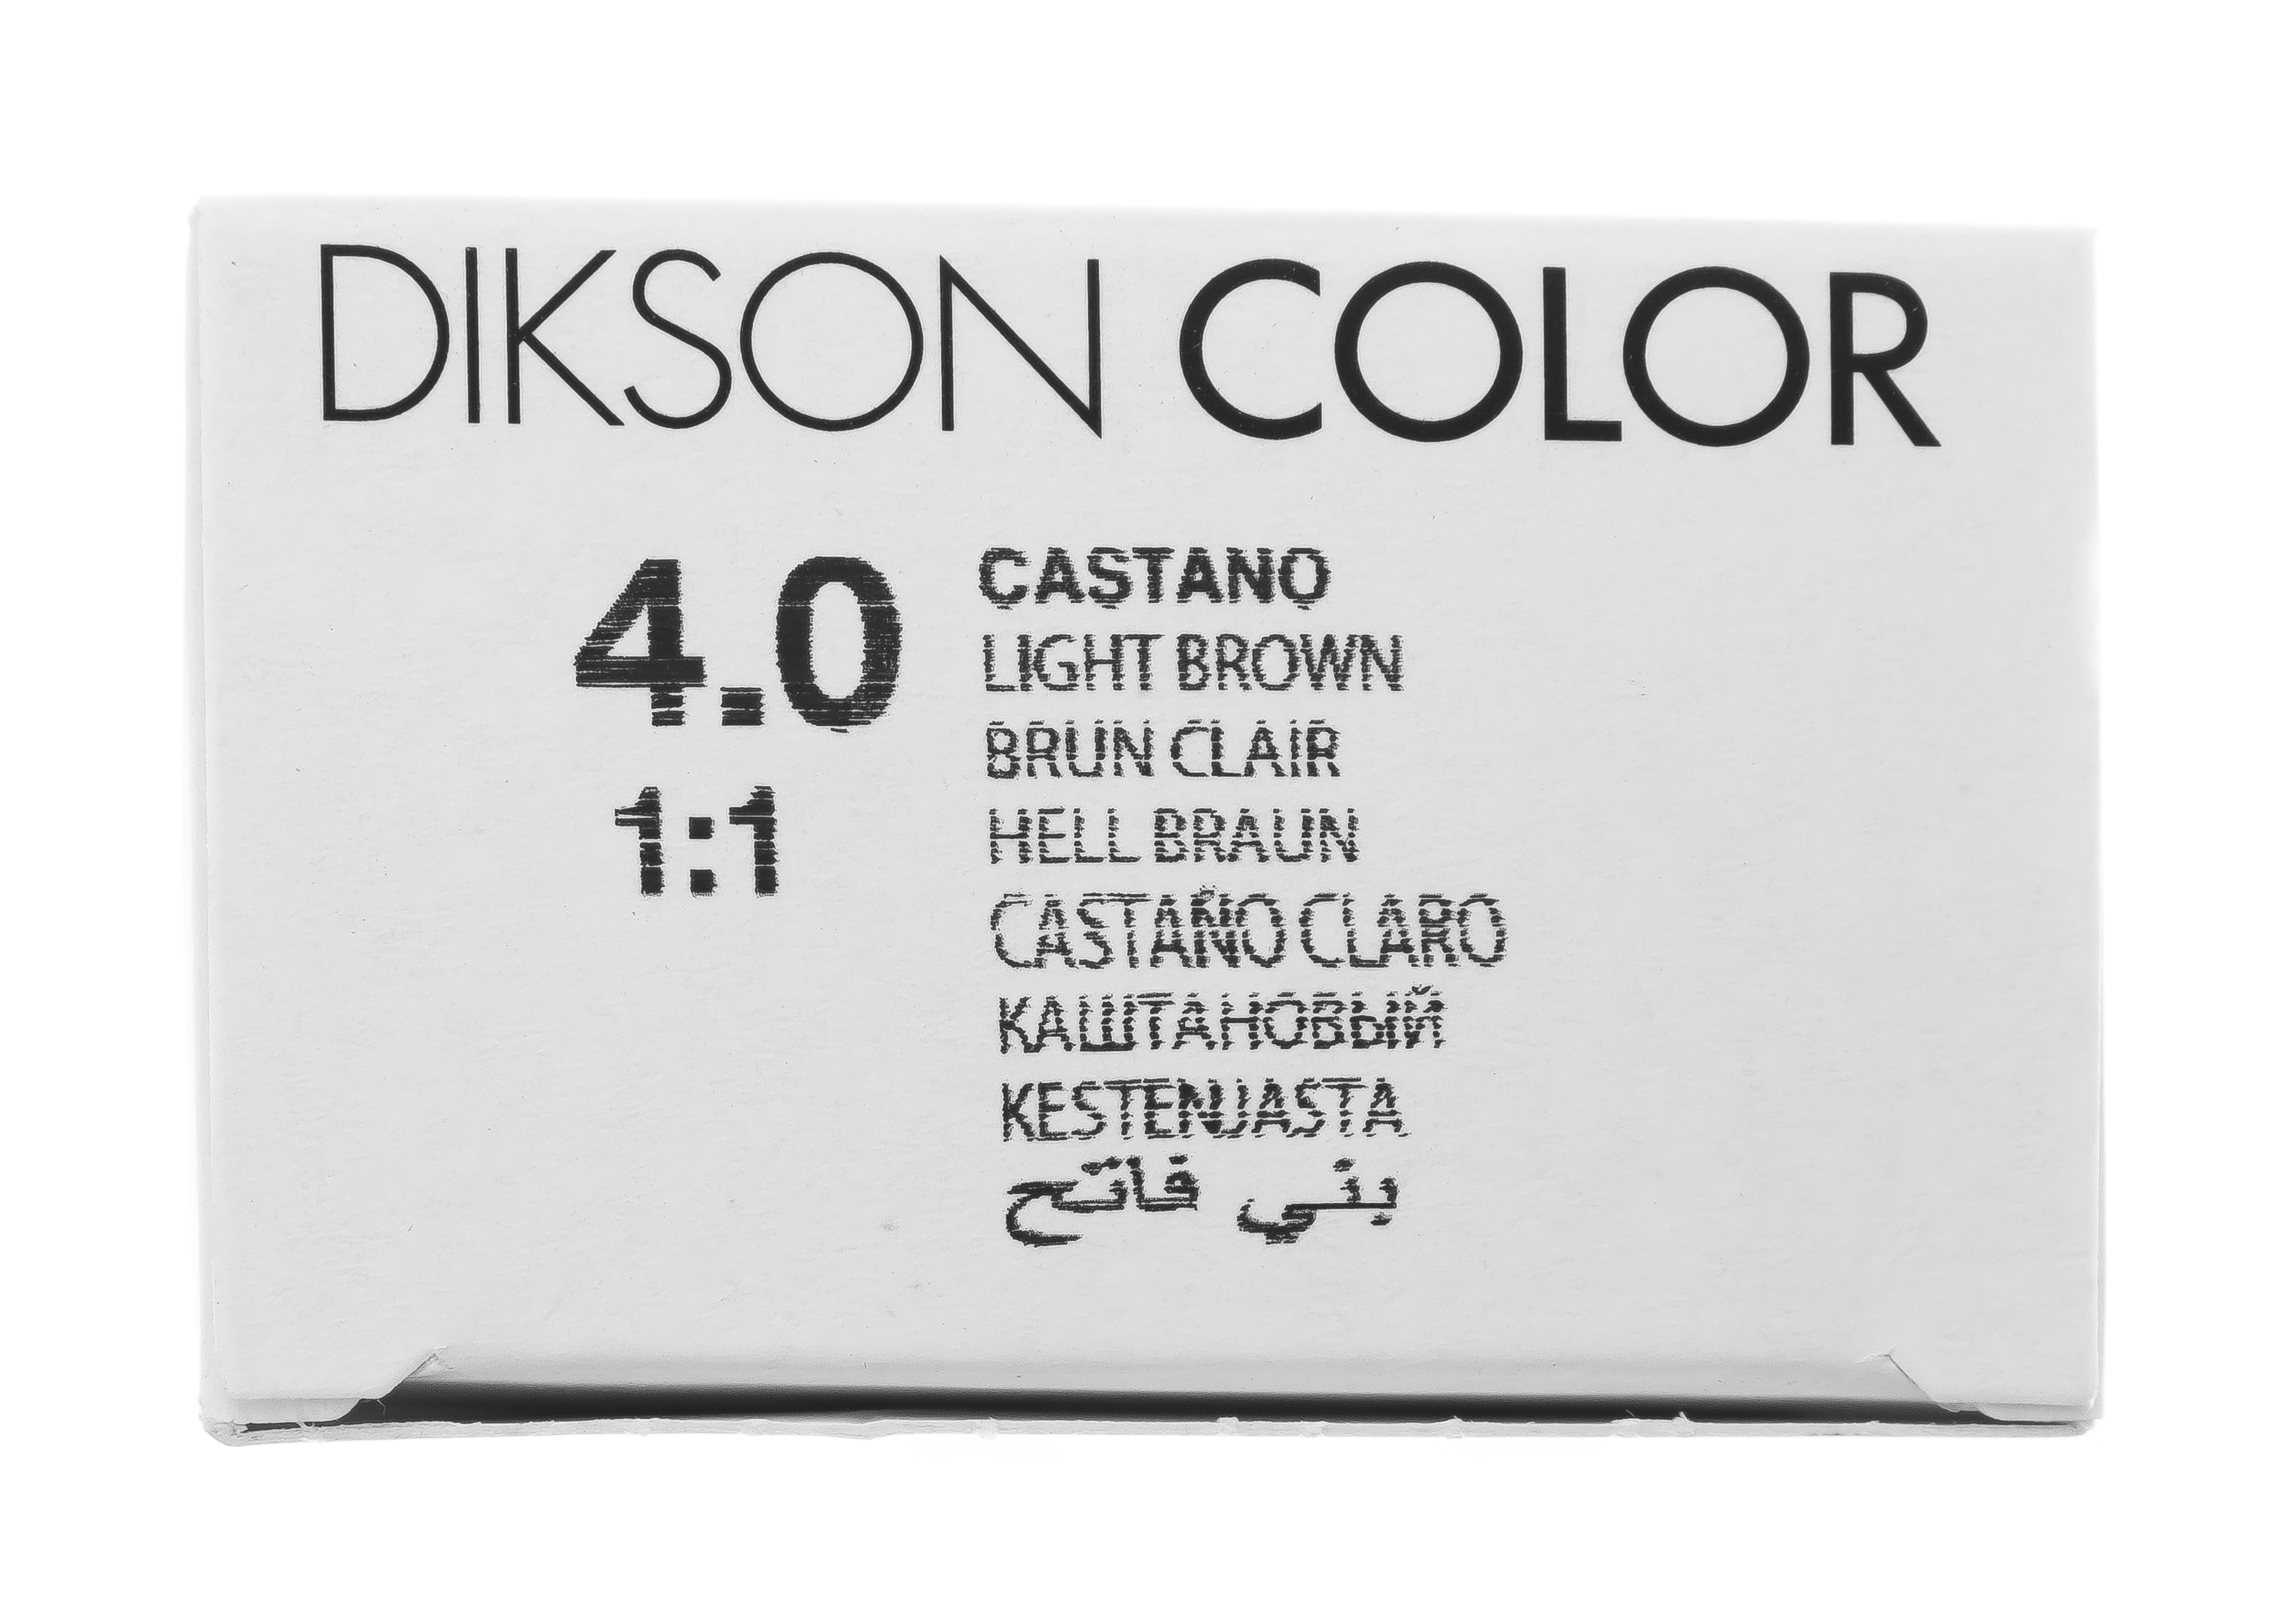 DIKSON COLOR
4.0
1:1
CASTANO
LIGHT BROWN
BRUN CLAIR
HELL BRAUN
CASTAÑO CLARO
КАШТАНОВЫЙ
KESTENJASTA
بني فاتح